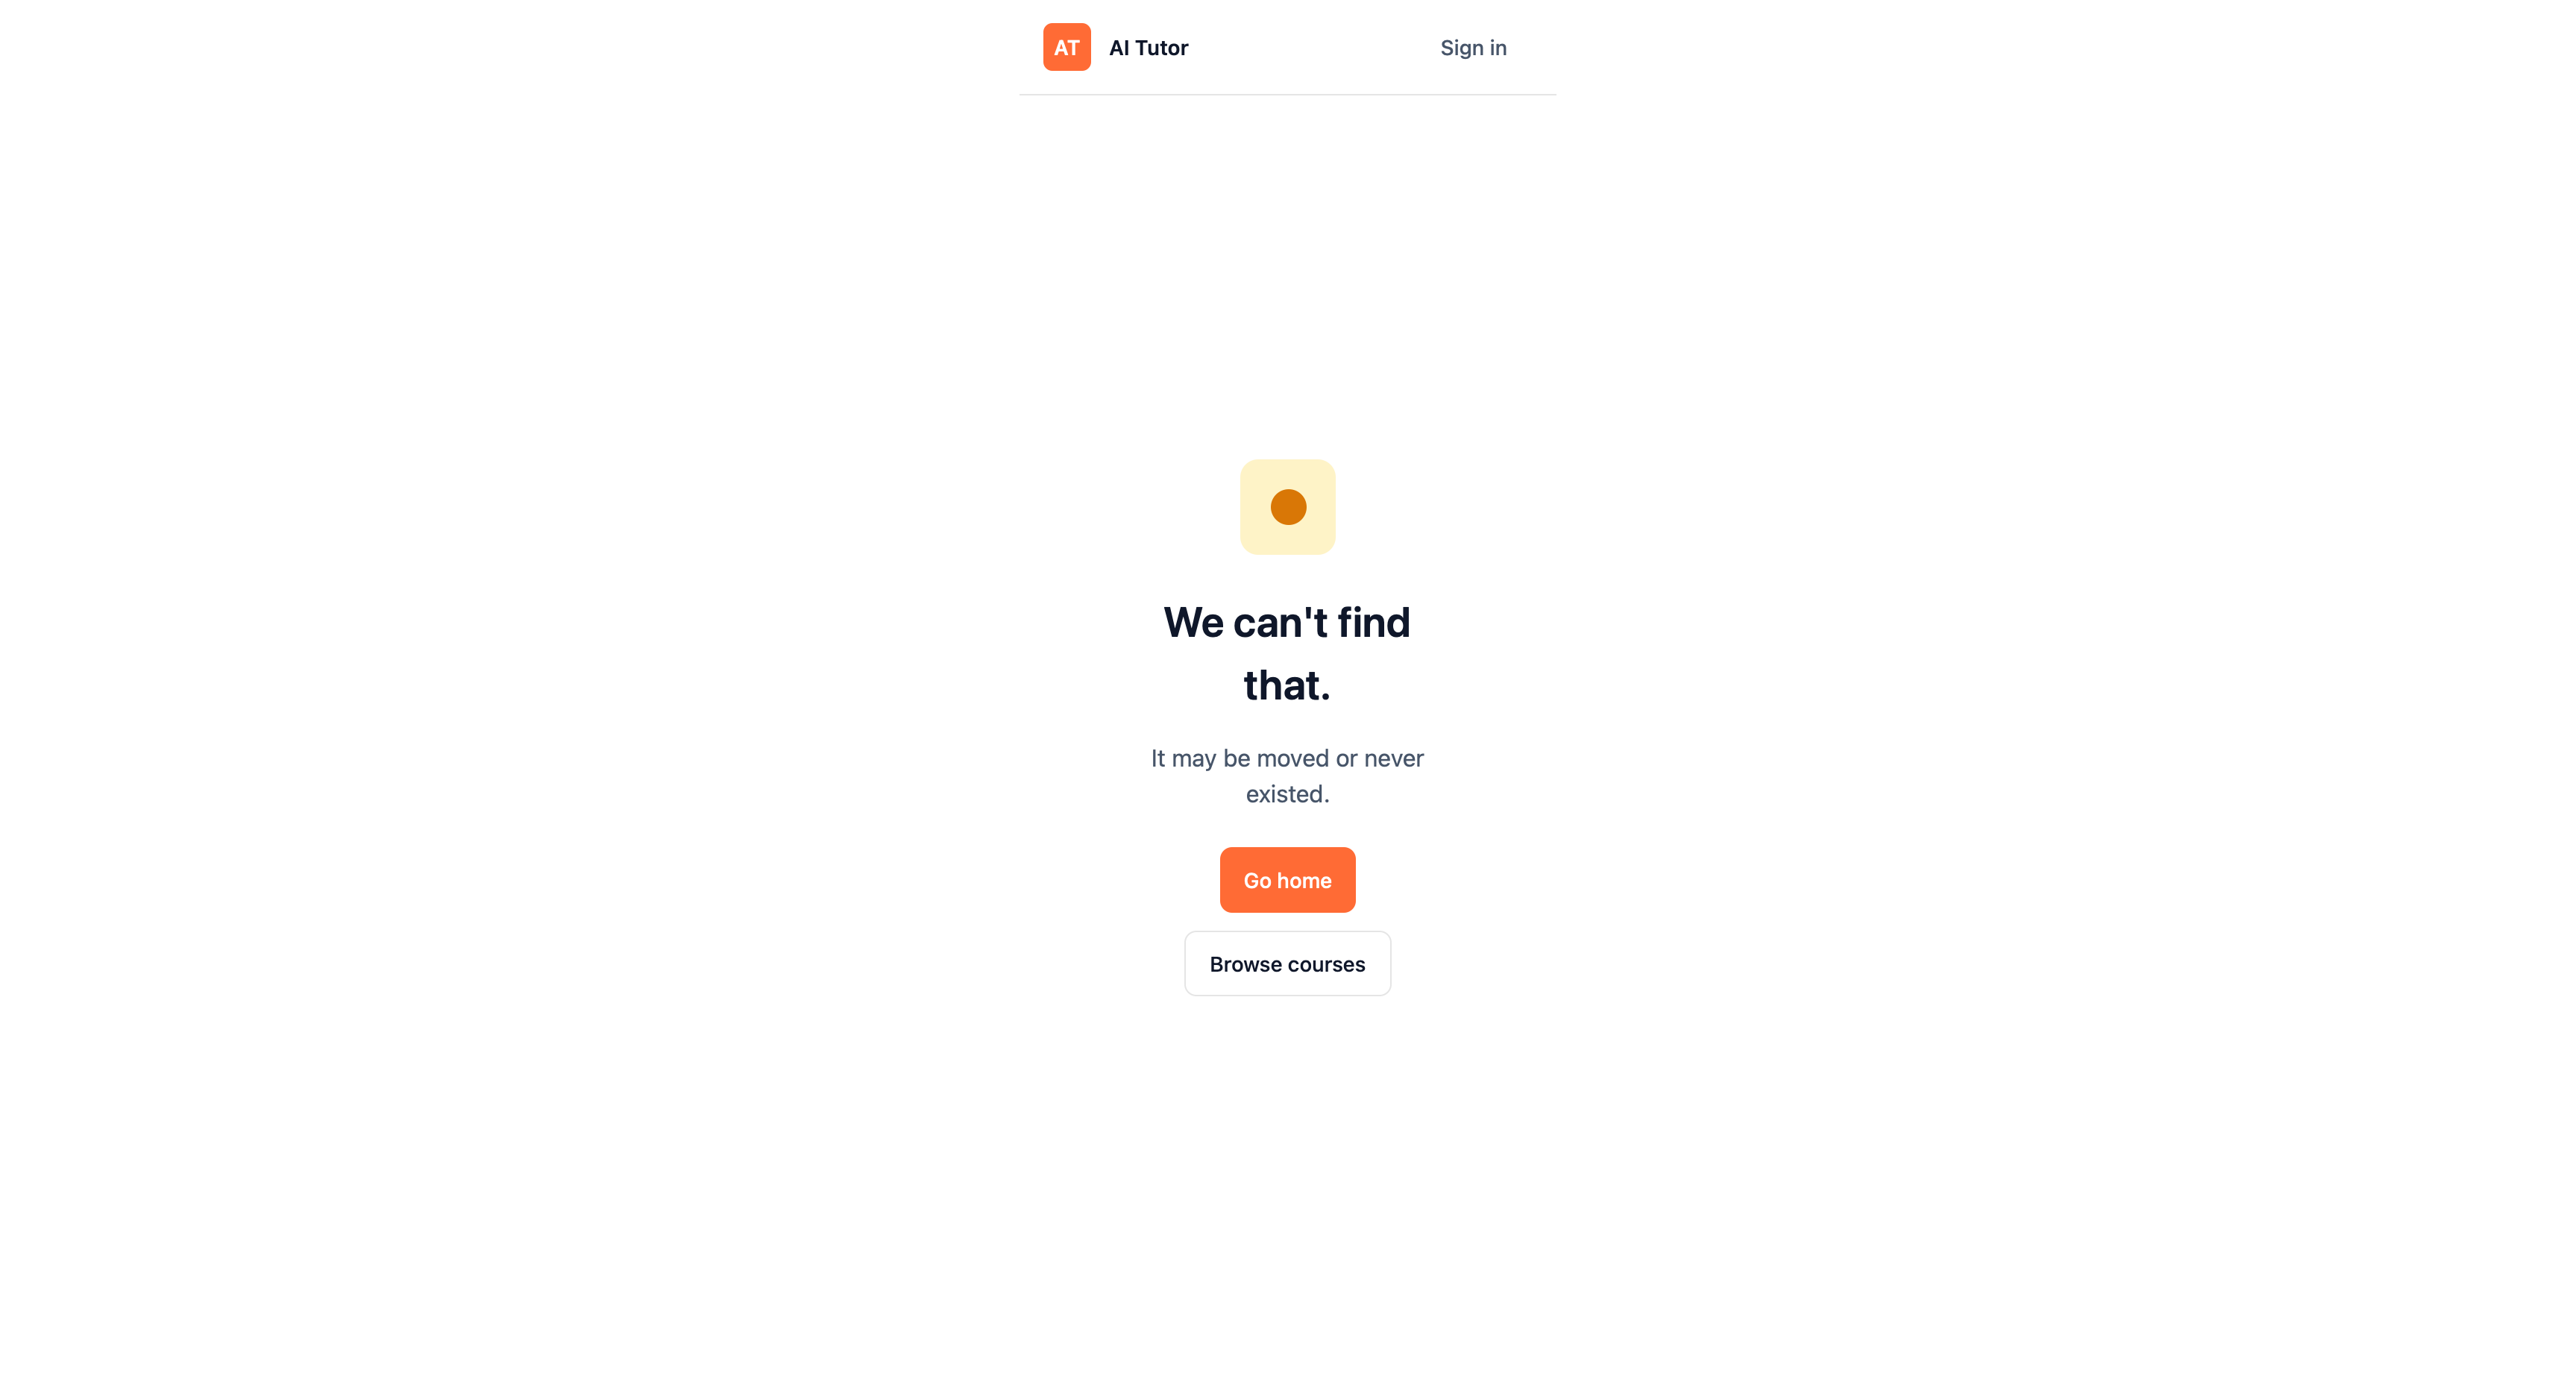 AT
AI Tutor
Sign in
We can't find
that.
It may be moved or never
existed.
Go home
Browse courses